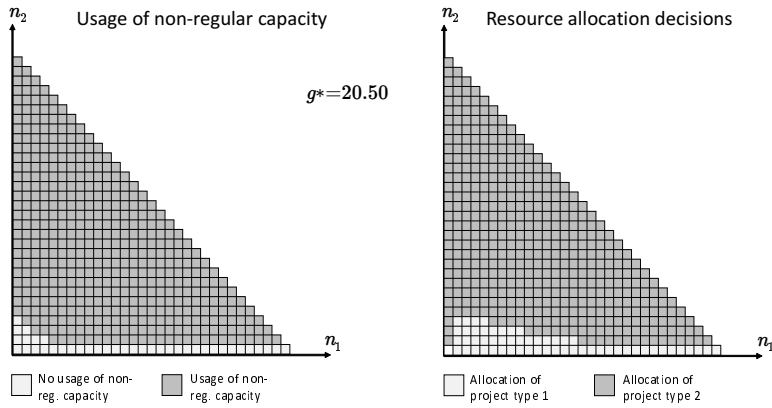 Usage of non-regular capacity
n₂
g*=20.50
n₁
No usage of non-
reg. capacity
Usage of non-
reg. capacity
Resource allocation decisions
n₂
n₁
Allocation of
project type 1
Allocation of
project type 2